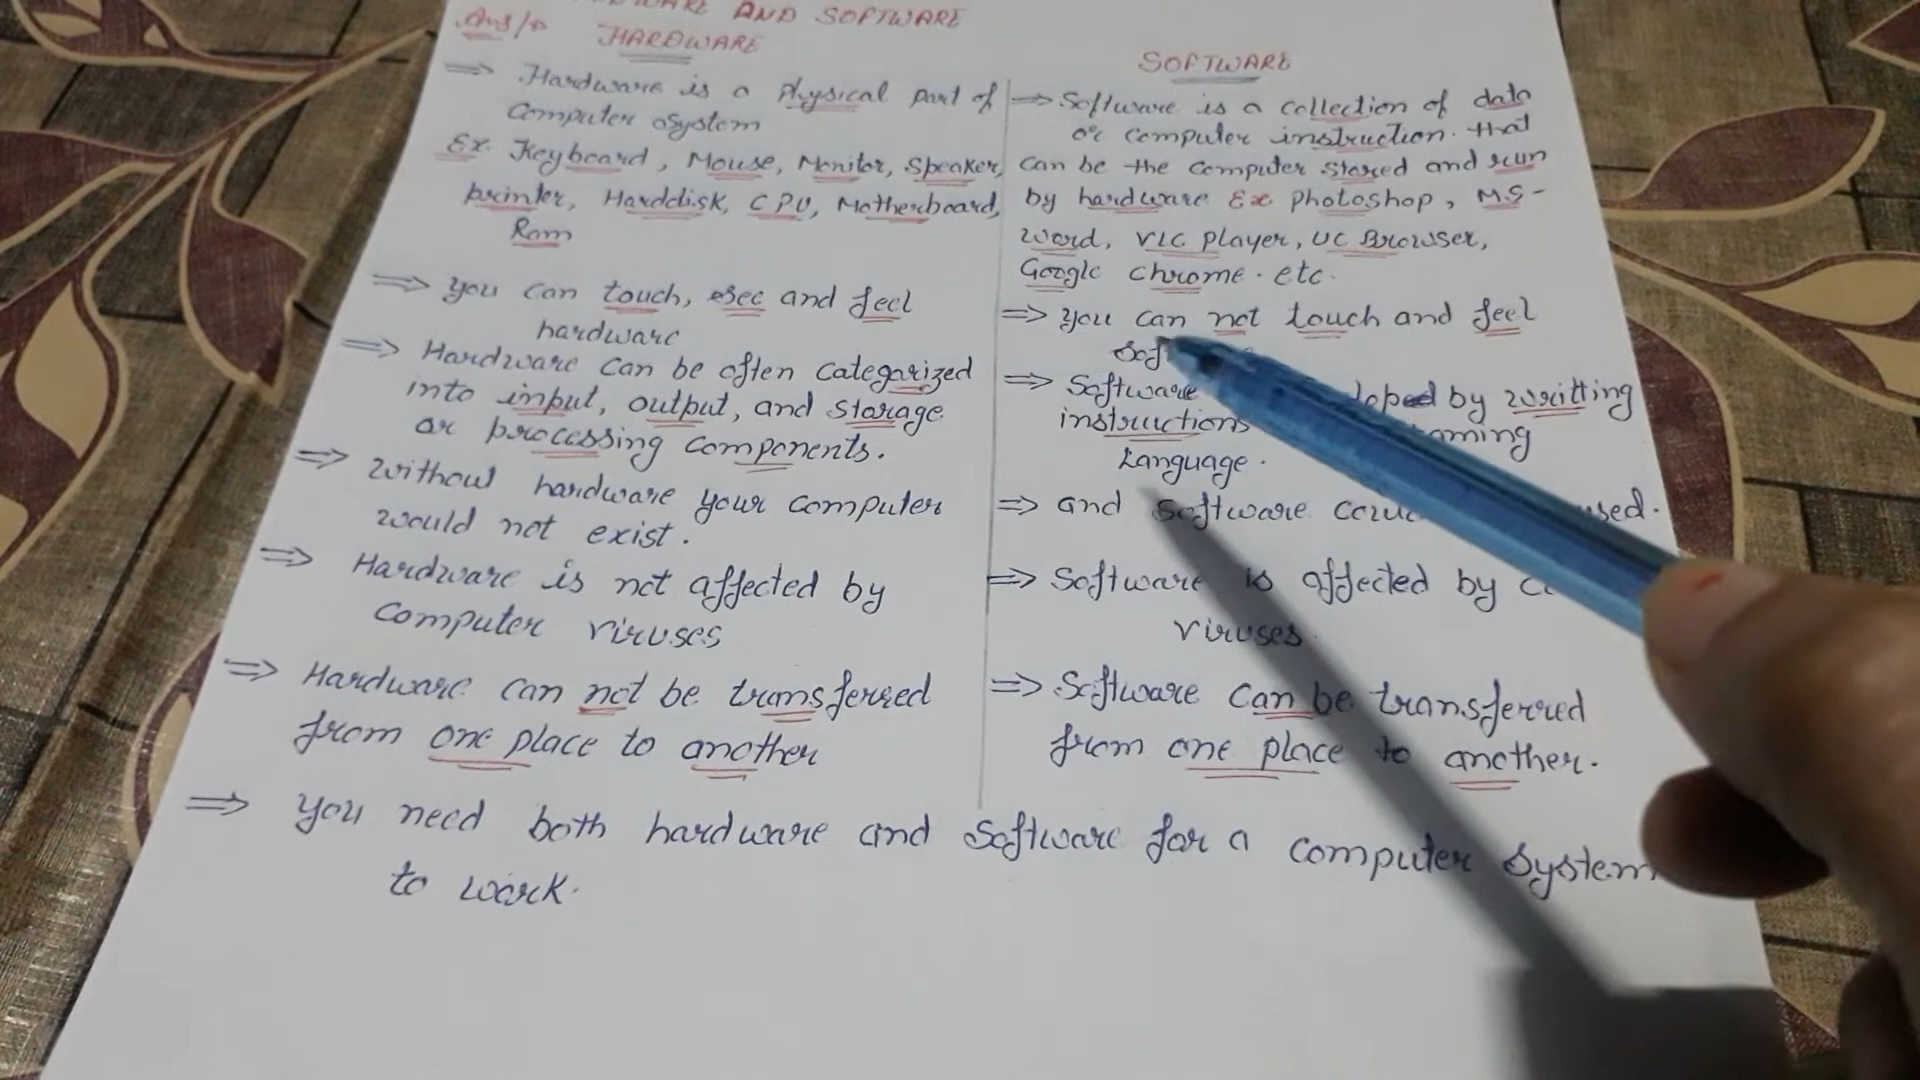 AND SOFTWARE
Ans/n HARDWARE
⇒ Hardware is a physical part of
Computer System
Ex. Keyboard, Mouse, Monitor, Speaker,
printer, Harddisk, CPU, Motherboard,
Ram
⇒ you can touch, see and feel
hardware
⇒ Hardware can be often categorized
into input, output, and storage
or processing components.
⇒ without hardware your computer
would not exist.
⇒ Hardware is not affected by
computer viruses
⇒ Hardware can not be transferred
from one place to another
SOFTWARE
⇒ Software is a collection of data
or computer instruction. that
can be the computer stored and run
by hardware Ex. photoshop, MS-
word, VLC player, UC Browser,
Google chrome. etc.
⇒ you can not touch and feel
⇒ Software by writting
instructions
Language.
⇒ and software
⇒ Software is affected by
viruses.
⇒ Software can be transferred
from one place to another.
⇒ you need both hardware and software for a computer system
to work.